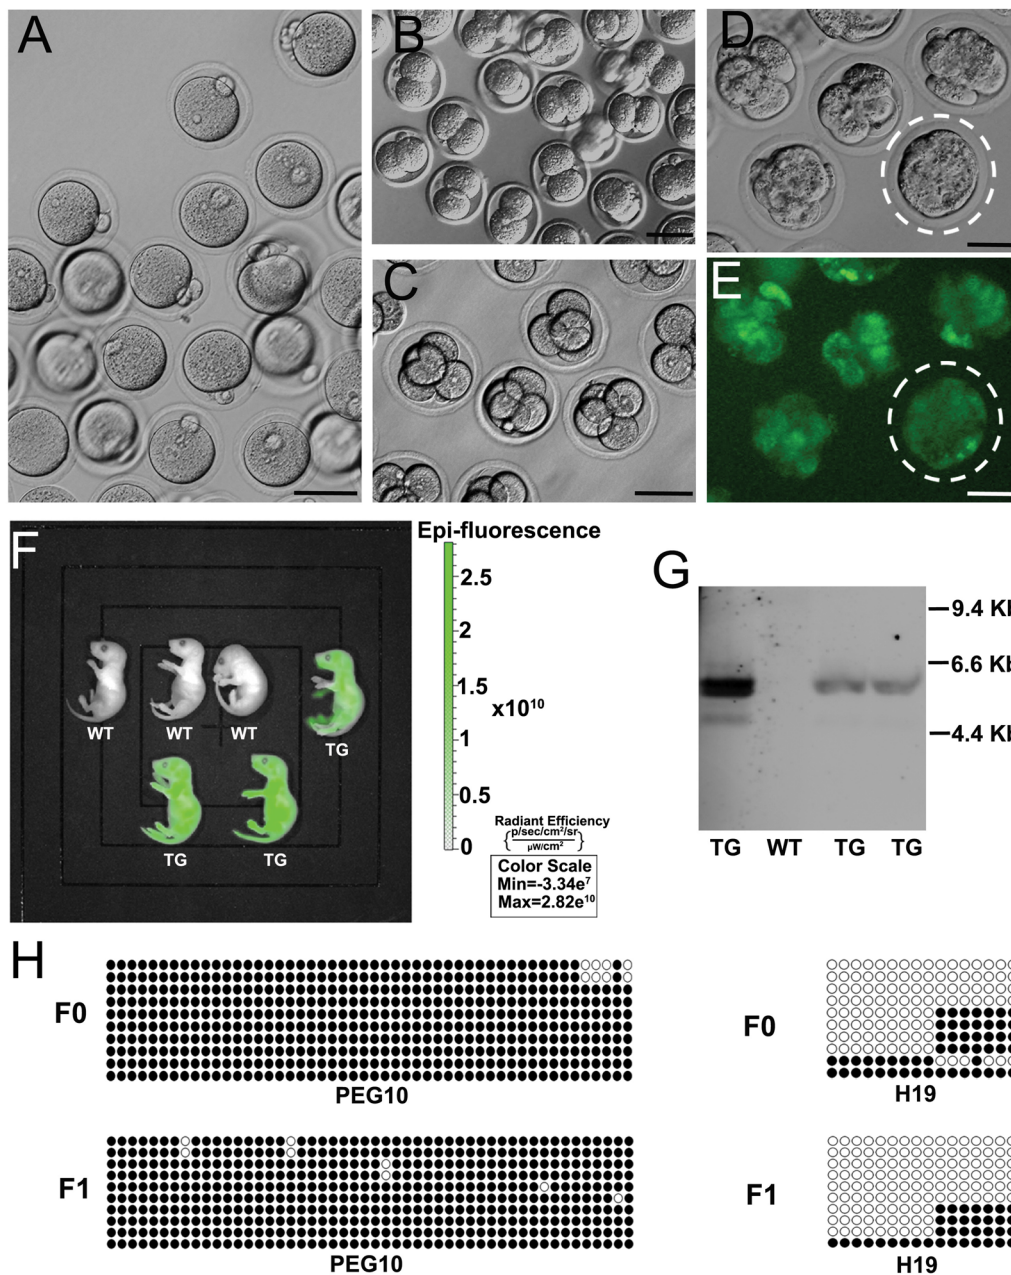 A
B
C
D
E
F
Epi-fluorescence
2.5
2
1.5
x10¹⁰
1
0.5
0
Radiant Efficiency
p/sec/cm²/sr
µW/cm²
Color Scale
Min=-3.34e⁷
Max=2.82e¹⁰
WT
WT
WT
TG
TG
TG
G
9.4 Kb
6.6 Kb
4.4 Kb
TG
WT
TG
TG
H
F0
PEG10
F0
H19
F1
PEG10
F1
H19